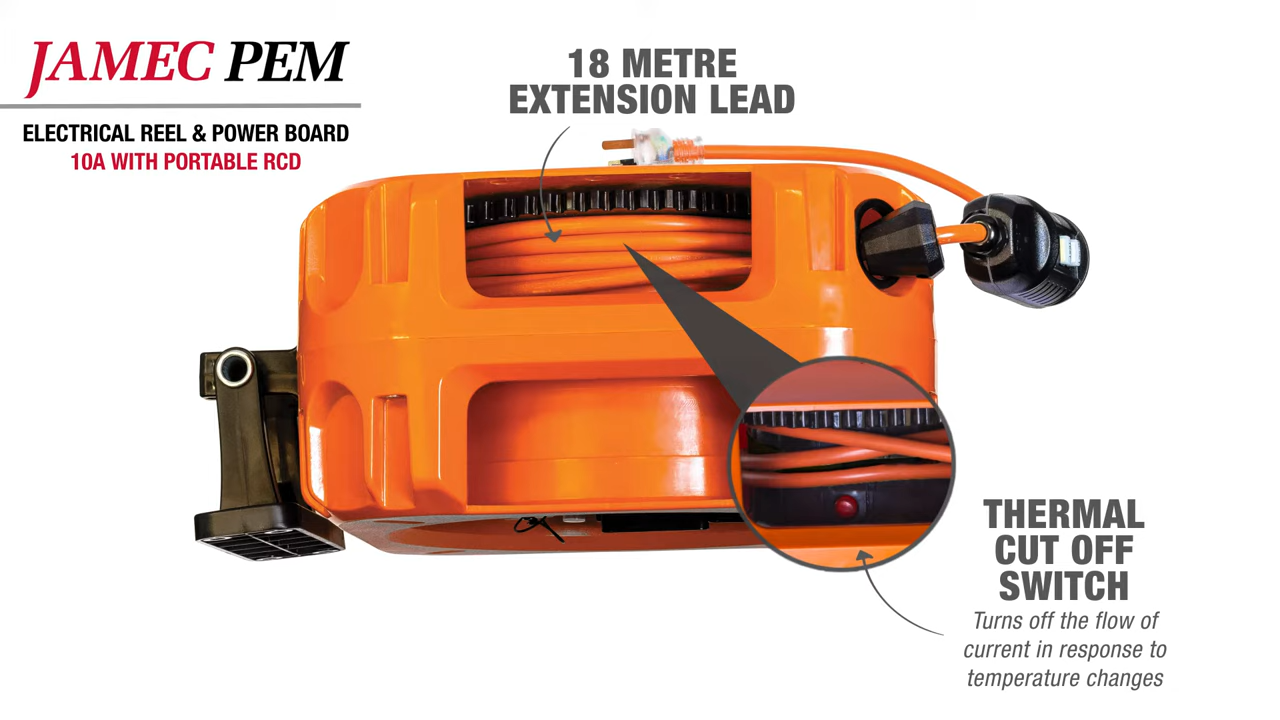 JAMEC PEM
ELECTRICAL REEL & POWER BOARD
10A WITH PORTABLE RCD
18 METRE
EXTENSION LEAD
THERMAL
CUT OFF
SWITCH
Turns off the flow of
current in response to
temperature changes